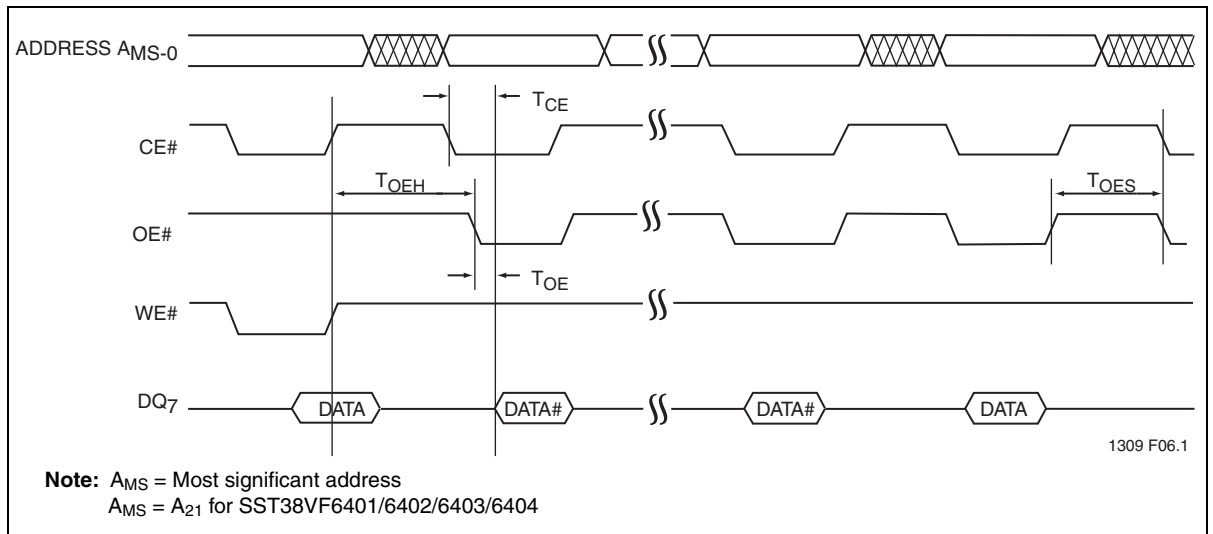 ADDRESS AMS-0
TCE
CE#
TOEH
TOES
OE#
TOE
WE#
DQ7
DATA
DATA#
DATA#
DATA
1309 F06.1
Note: AMS = Most significant address
AMS = A21 for SST38VF6401/6402/6403/6404